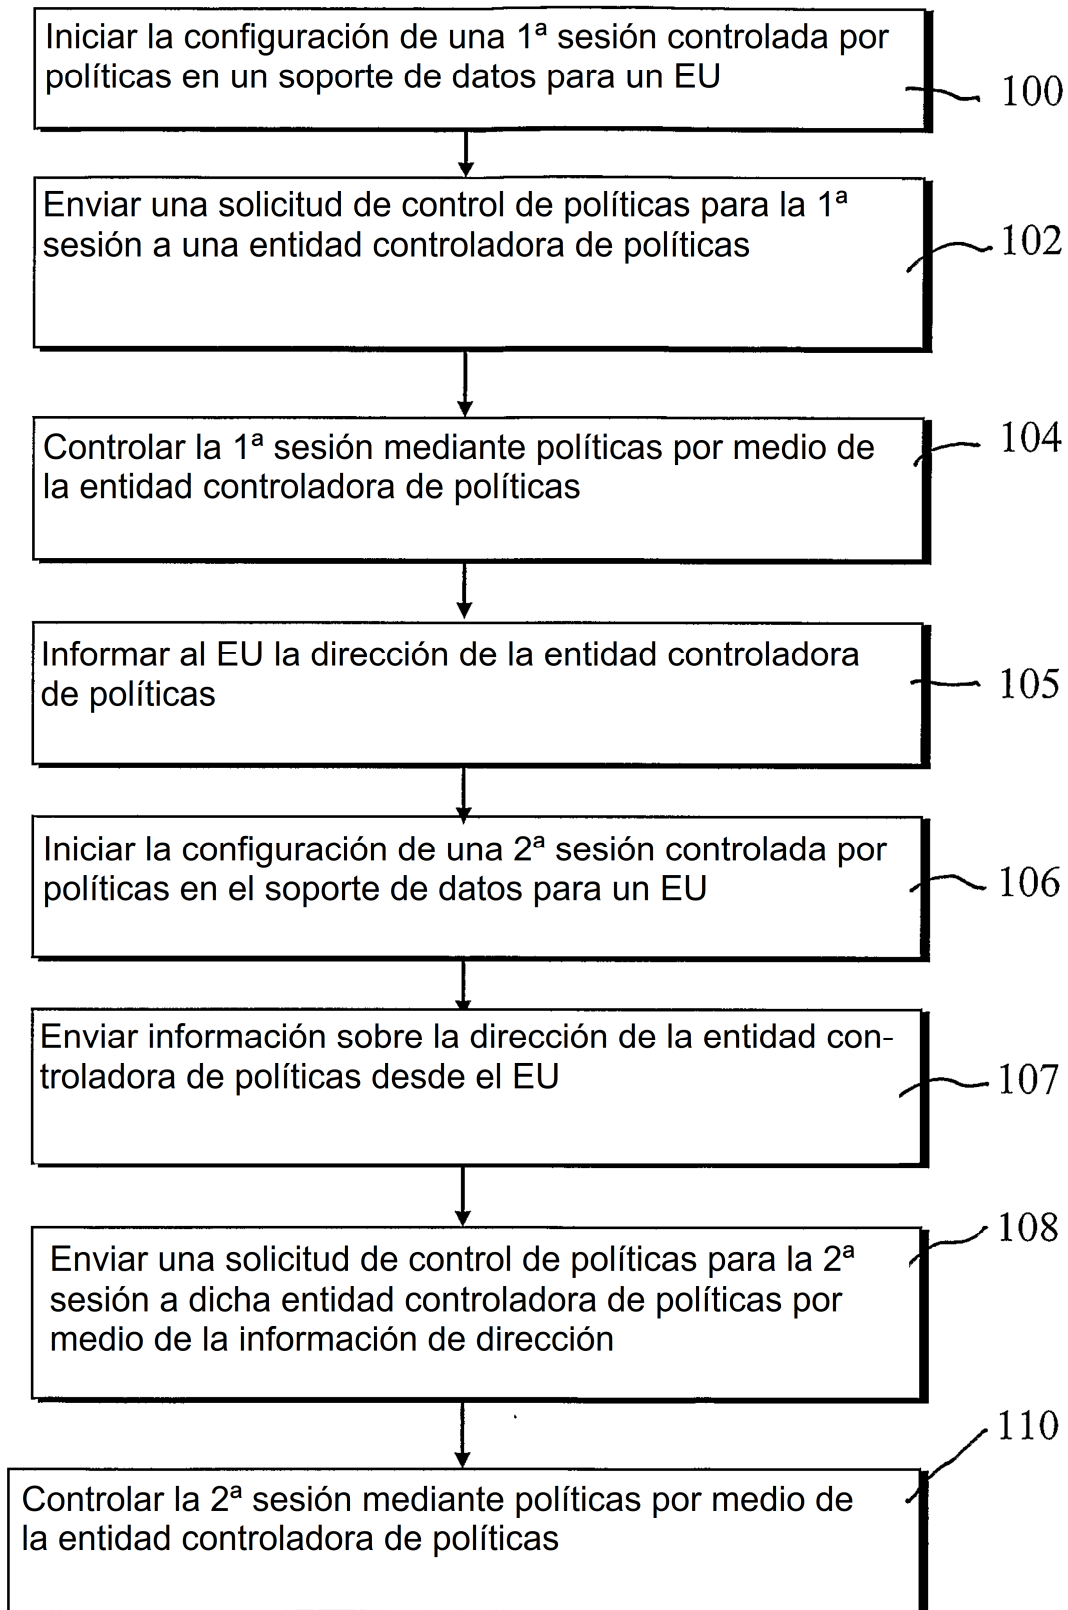 Iniciar la configuración de una 1ª sesión controlada por
políticas en un soporte de datos para un EU
100
Enviar una solicitud de control de políticas para la 1ª
sesión a una entidad controladora de políticas
102
Controlar la 1ª sesión mediante políticas por medio de
la entidad controladora de políticas
104
Informar al EU la dirección de la entidad controladora
de políticas
105
Iniciar la configuración de una 2ª sesión controlada por
políticas en el soporte de datos para un EU
106
Enviar información sobre la dirección de la entidad con-
troladora de políticas desde el EU
107
Enviar una solicitud de control de políticas para la 2ª
sesión a dicha entidad controladora de políticas por
medio de la información de dirección
108
Controlar la 2ª sesión mediante políticas por medio de
la entidad controladora de políticas
110